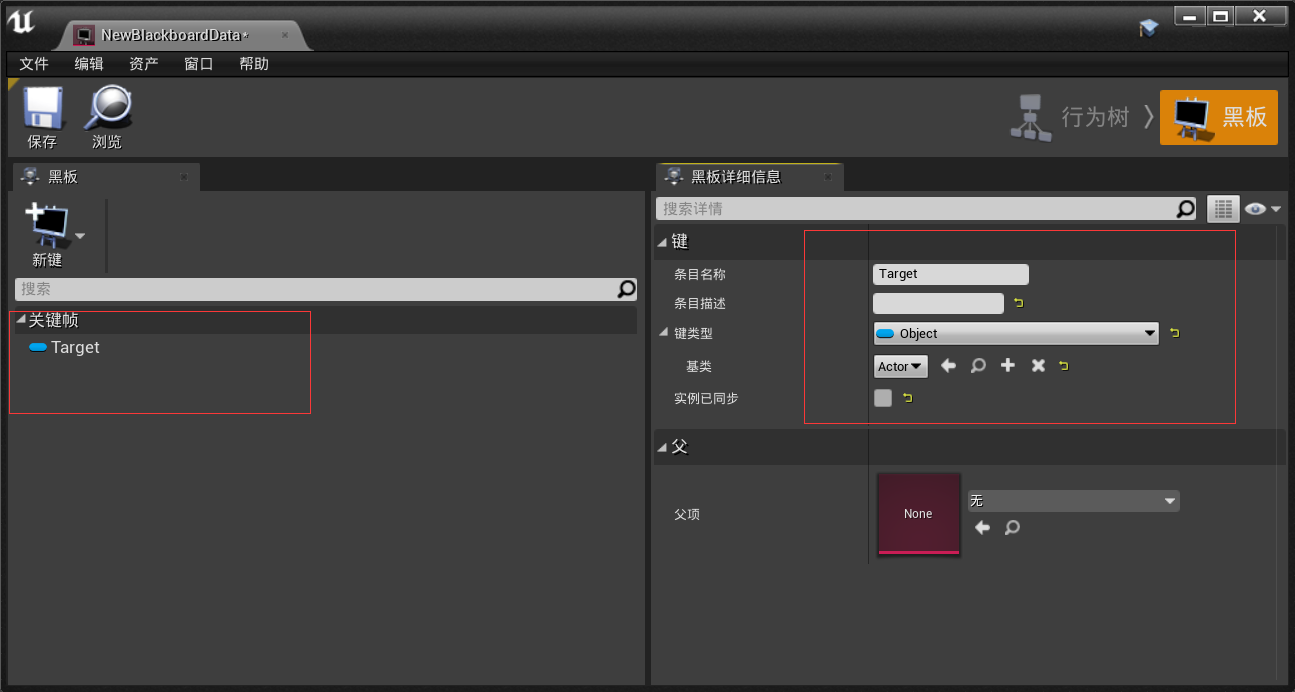 NewBlackboardData*
文件 编辑 资产 窗口 帮助
保存 浏览
行为树 黑板
黑板
新键
搜索
关键帧
Target
黑板详细信息
搜索详情
键
条目名称 Target
条目描述
键类型 Object
基类 Actor
实例已同步
父
父项 None 无